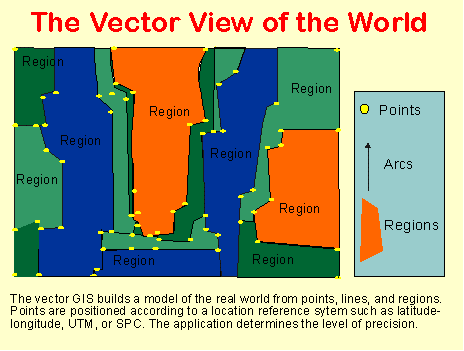 The Vector View of the World
Region
Region
Region
Region
Region
Region
Region
Region
Region
Points
Arcs
Regions
The vector GIS builds a model of the real world from points, lines, and regions.
Points are positioned according to a location reference sytem such as latitude-
longitude, UTM, or SPC. The application determines the level of precision.